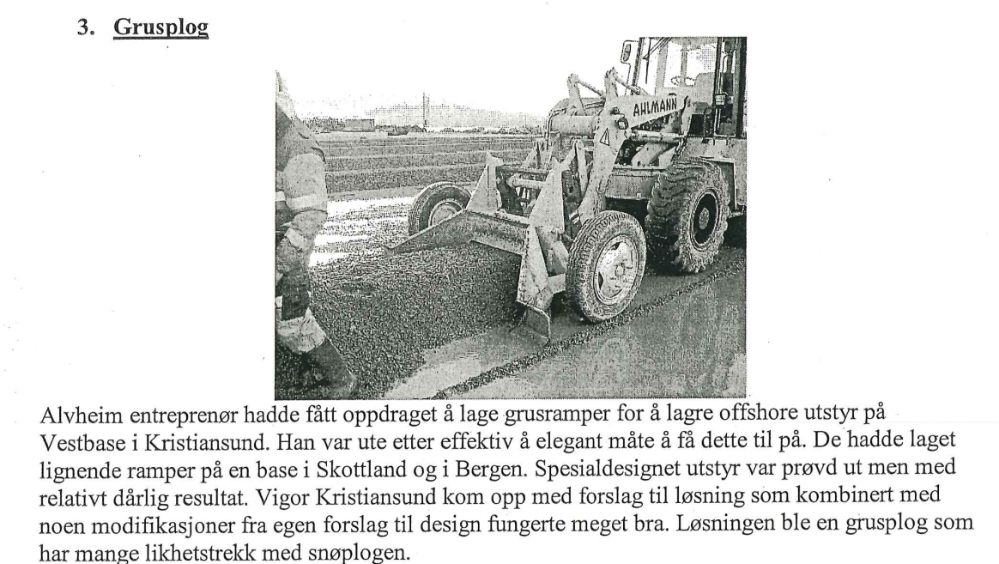 3. Grusplog
AHLMANN
Alvheim entreprenør hadde fått oppdraget å lage grusramper for å lagre offshore utstyr på
Vestbase i Kristiansund. Han var ute etter effektiv å elegant måte å få dette til på. De hadde laget
lignende ramper på en base i Skottland og i Bergen. Spesialdesignet utstyr var prøvd ut men med
relativt dårlig resultat. Vigor Kristiansund kom opp med forslag til løsning som kombinert med
noen modifikasjoner fra egen forslag til design fungerte meget bra. Løsningen ble en grusplog som
har mange likhetstrekk med snøplogen.